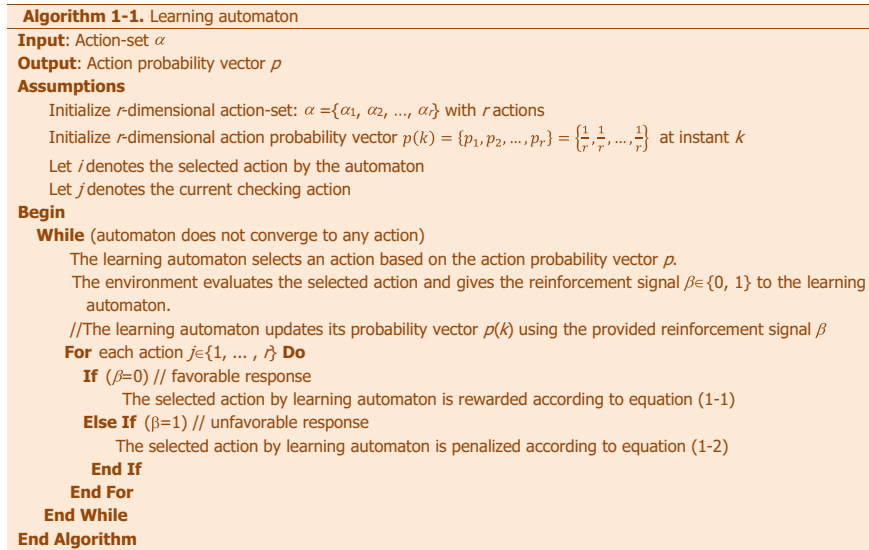 Algorithm 1-1. Learning automaton
Input: Action-set α
Output: Action probability vector p
Assumptions
Initialize r-dimensional action-set: α ={α₁, α₂, ..., αᵣ} with r actions
Initialize r-dimensional action probability vector p(k) = {p₁, p₂, ..., pᵣ} = {1/r, 1/r, ..., 1/r} at instant k
Let i denotes the selected action by the automaton
Let j denotes the current checking action
Begin
While (automaton does not converge to any action)
The learning automaton selects an action based on the action probability vector p.
The environment evaluates the selected action and gives the reinforcement signal β∈{0, 1} to the learning
automaton.
//The learning automaton updates its probability vector p(k) using the provided reinforcement signal β
For each action j∈{1, ... , r} Do
If (β=0) // favorable response
The selected action by learning automaton is rewarded according to equation (1-1)
Else If (β=1) // unfavorable response
The selected action by learning automaton is penalized according to equation (1-2)
End If
End For
End While
End Algorithm